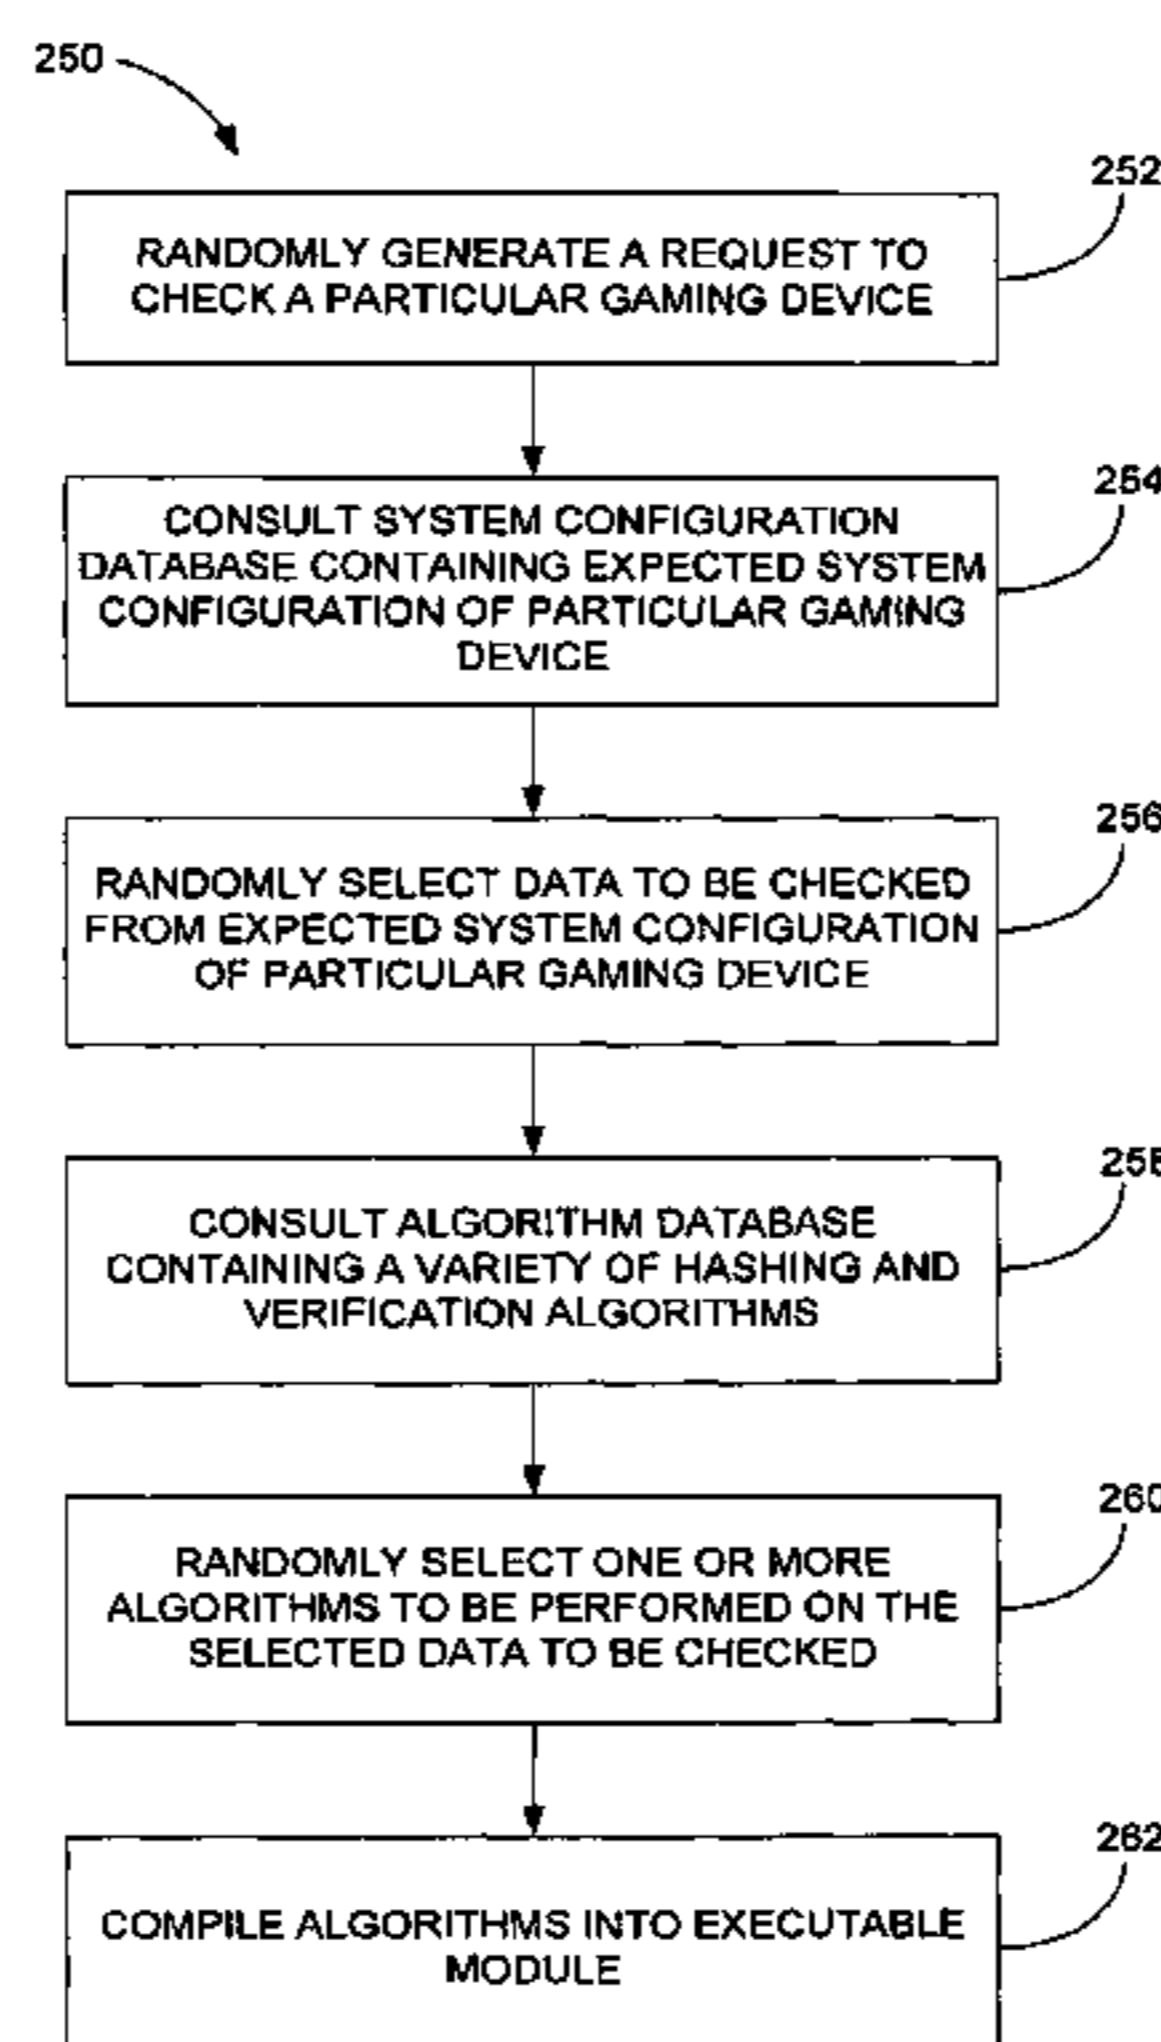 250
252
RANDOMLY GENERATE A REQUEST TO
CHECK A PARTICULAR GAMING DEVICE
254
CONSULT SYSTEM CONFIGURATION
DATABASE CONTAINING EXPECTED SYSTEM
CONFIGURATION OF PARTICULAR GAMING
DEVICE
256
RANDOMLY SELECT DATA TO BE CHECKED
FROM EXPECTED SYSTEM CONFIGURATION
OF PARTICULAR GAMING DEVICE
258
CONSULT ALGORITHM DATABASE
CONTAINING A VARIETY OF HASHING AND
VERIFICATION ALGORITHMS
260
RANDOMLY SELECT ONE OR MORE
ALGORITHMS TO BE PERFORMED ON THE
SELECTED DATA TO BE CHECKED
262
COMPILE ALGORITHMS INTO EXECUTABLE
MODULE